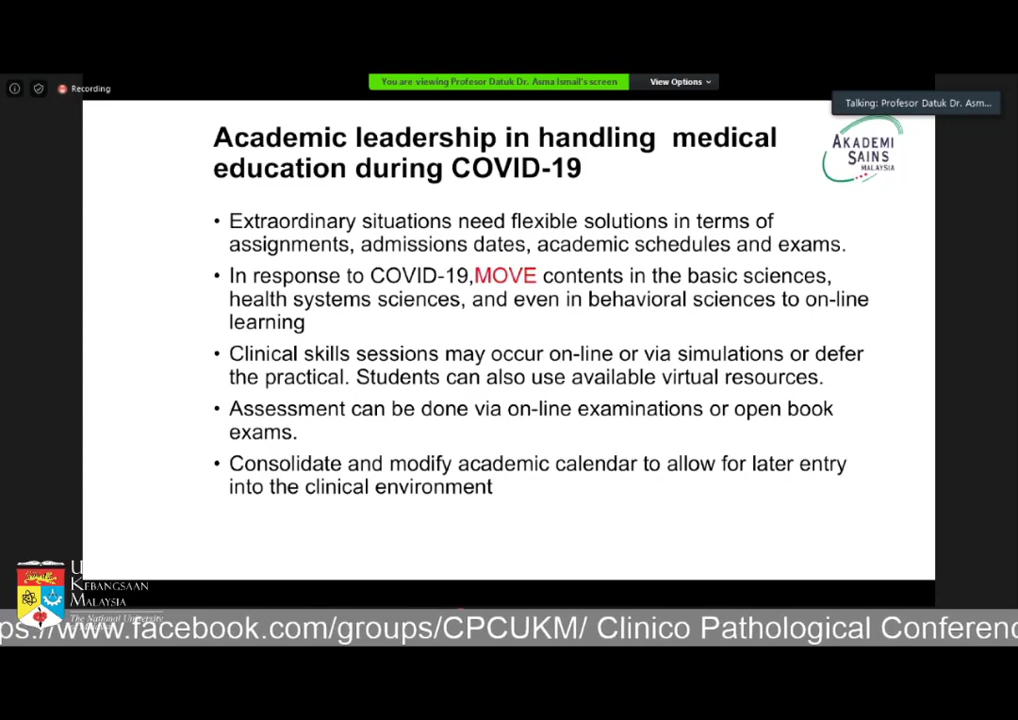 You are viewing Profesor Datuk Dr. Asma Ismail's screen
View Options
Recording
Talking: Profesor Datuk Dr. Asm...
Academic leadership in handling medical
education during COVID-19
AKADEMI
SAINS
MALAYSIA
• Extraordinary situations need flexible solutions in terms of
assignments, admissions dates, academic schedules and exams.
• In response to COVID-19,MOVE contents in the basic sciences,
health systems sciences, and even in behavioral sciences to on-line
learning
• Clinical skills sessions may occur on-line or via simulations or defer
the practical. Students can also use available virtual resources.
• Assessment can be done via on-line examinations or open book
exams.
• Consolidate and modify academic calendar to allow for later entry
into the clinical environment
U
KEBANGSAAN
MALAYSIA
The National University
ps://www.facebook.com/groups/CPCUKM/ Clinico Pathological Conferenc